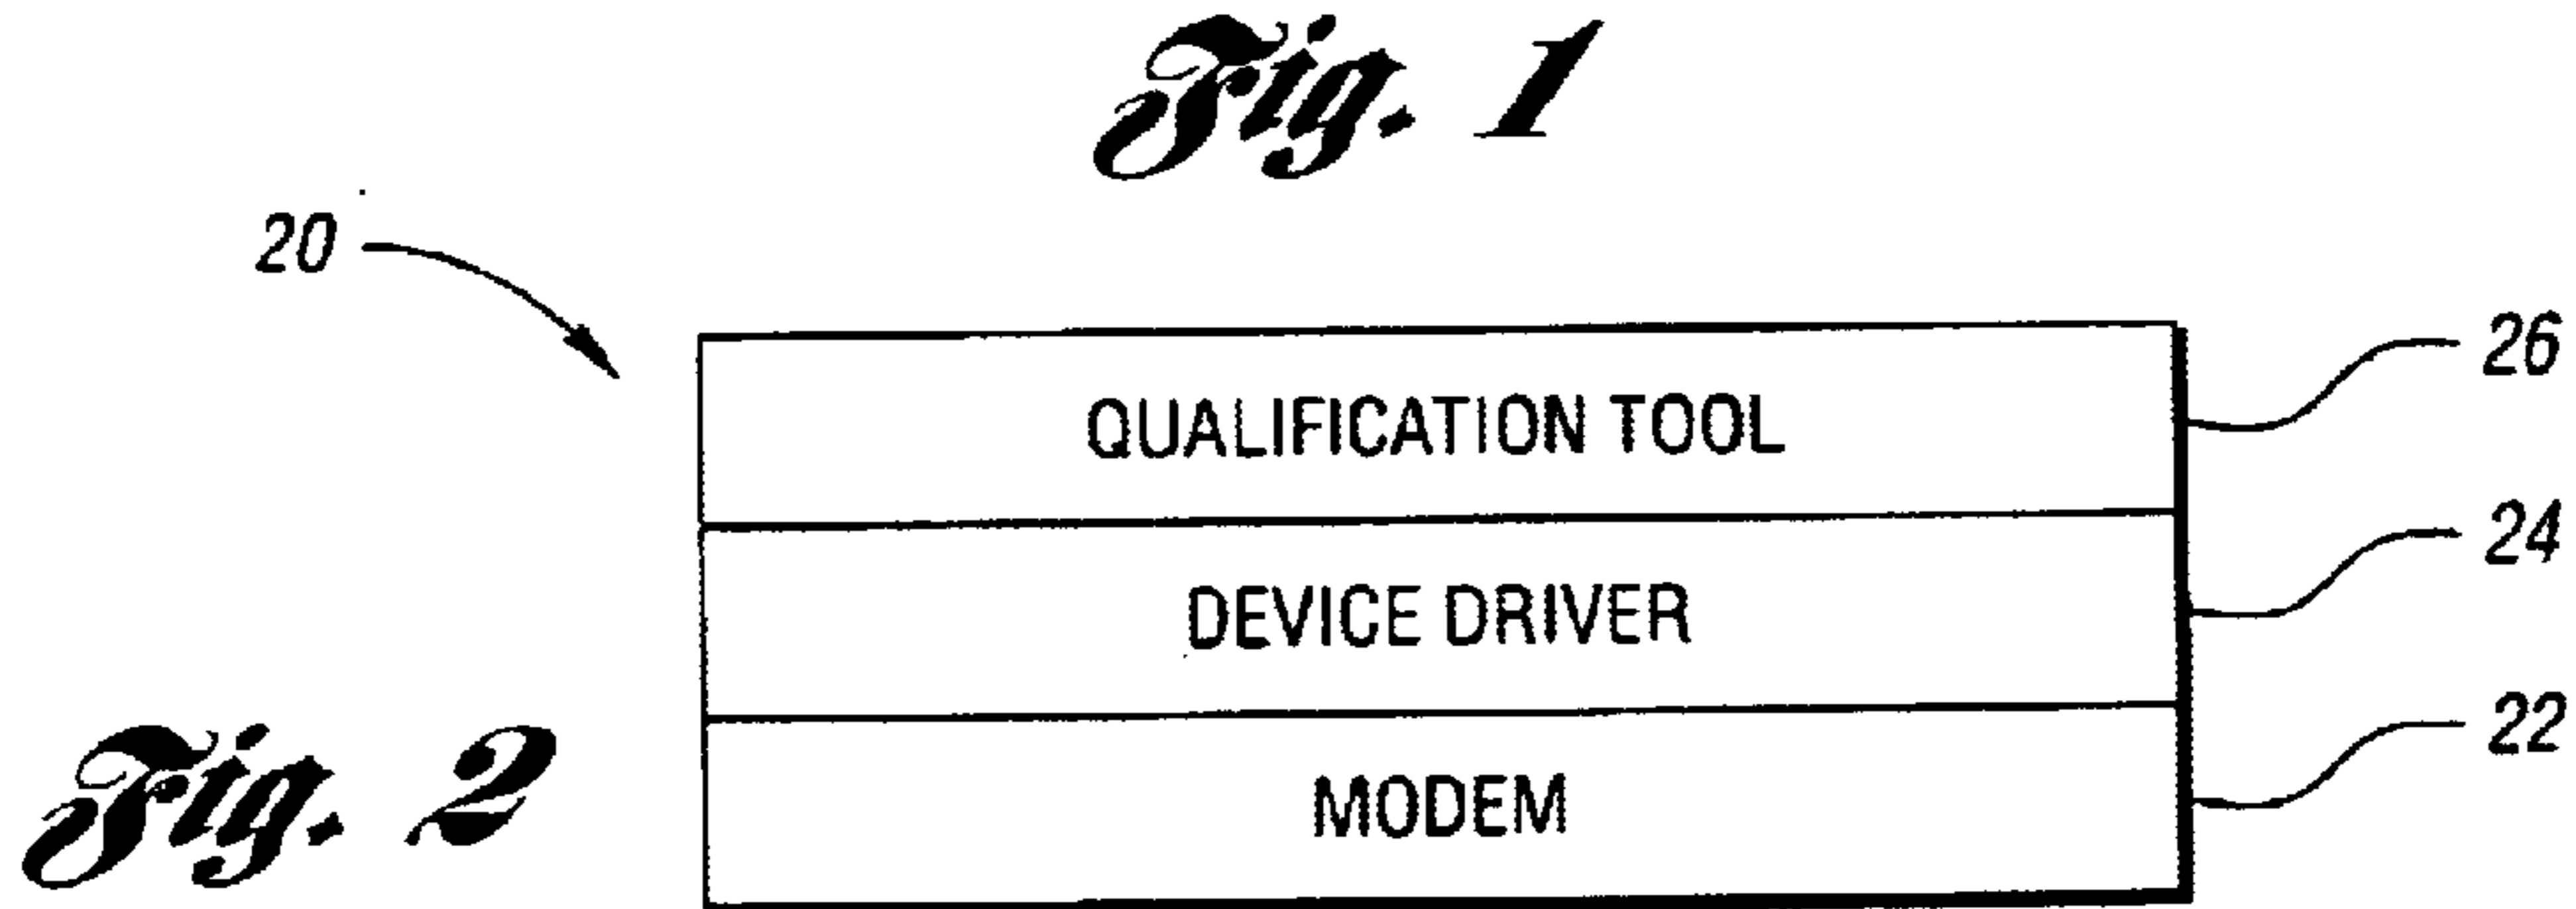 Fig. 1
20
QUALIFICATION TOOL
26
DEVICE DRIVER
24
MODEM
22
Fig. 2